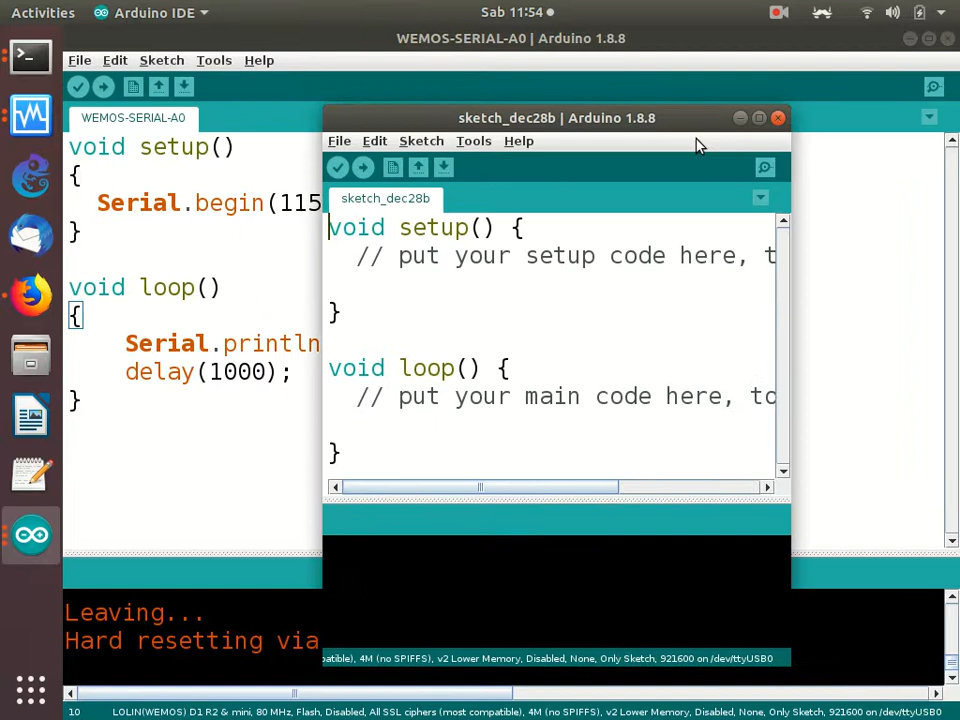 Activities Arduino IDE Sab 11:54
WEMOS-SERIAL-A0 | Arduino 1.8.8
File Edit Sketch Tools Help
WEMOS-SERIAL-A0
void setup()
{
Serial.begin(115
}
void loop()
{
Serial.println
delay(1000);
}
sketch_dec28b | Arduino 1.8.8
File Edit Sketch Tools Help
sketch_dec28b
void setup() {
// put your setup code here, t
}
void loop() {
// put your main code here, to
}
atible), 4M (no SPIFFS), v2 Lower Memory, Disabled, None, Only Sketch, 921600 on /dev/ttyUSB0
Leaving...
Hard resetting via
10 LOLIN(WEMOS) D1 R2 & mini, 80 MHz, Flash, Disabled, All SSL ciphers (most compatible), 4M (no SPIFFS), v2 Lower Memory, Disabled, None, Only Sketch, 921600 on /dev/ttyUSB0